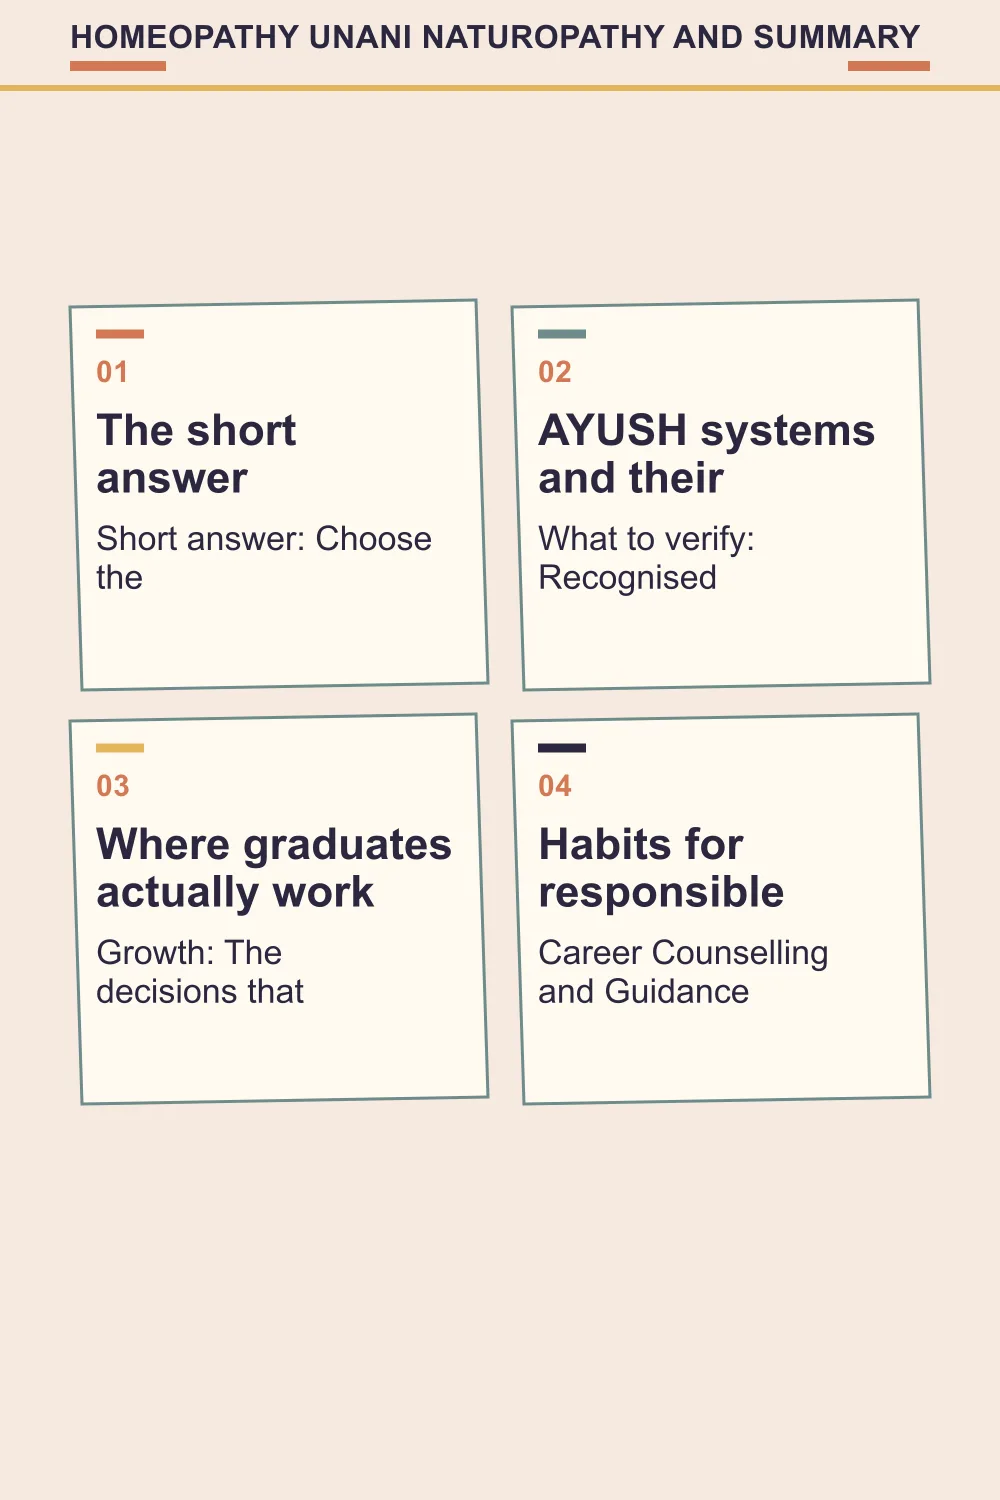 HOMEOPATHY UNANI NATUROPATHY AND SUMMARY
01
The short
answer
Short answer: Choose
the
02
AYUSH systems
and their
What to verify:
Recognised
03
Where graduates
actually work
Growth: The
decisions that
04
Habits for
responsible
Career Counselling
and Guidance